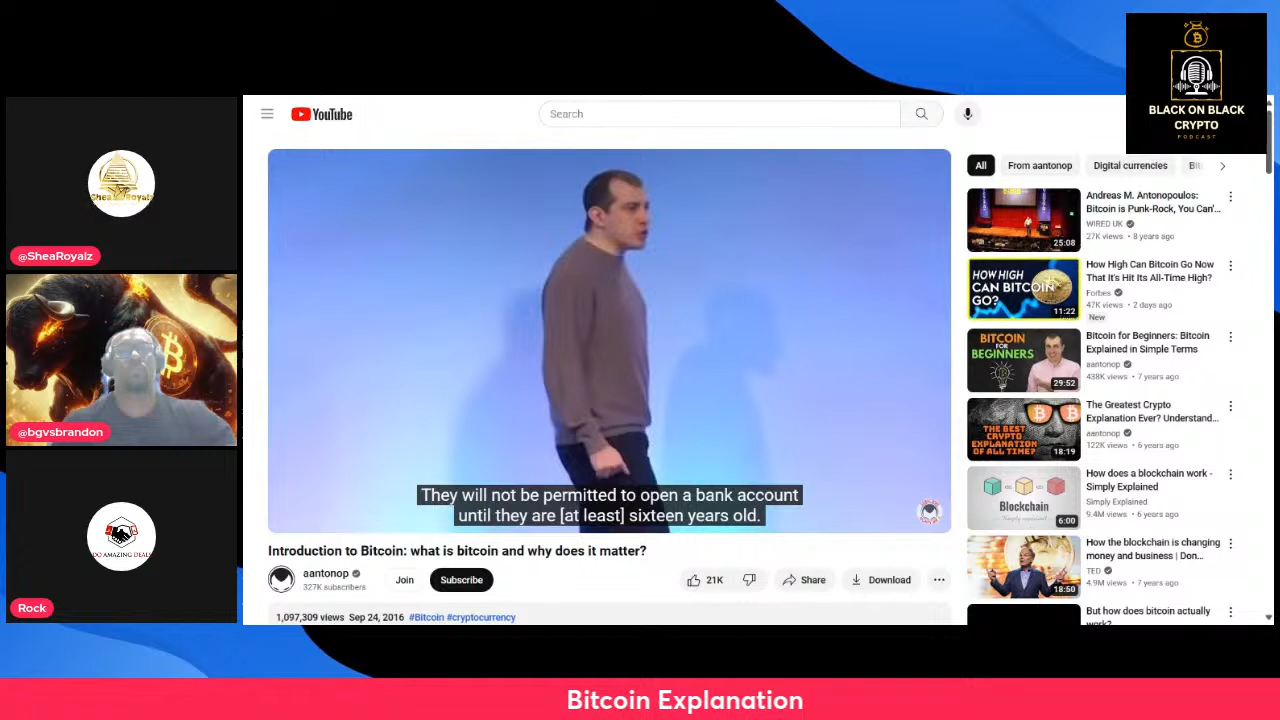 BLACK ON BLACK
CRYPTO
PODCAST
@SheaRoyalz
@bgvsbrandon
DO AMAZING DEALS
Rock
YouTube
Search
They will not be permitted to open a bank account
until they are [at least] sixteen years old.
Introduction to Bitcoin: what is bitcoin and why does it matter?
aantonop
327K subscribers
Join
Subscribe
21K
Share
Download
1,097,309 views Sep 24, 2016 #Bitcoin #cryptocurrency
All
From aantonop
Digital currencies
25:08
Andreas M. Antonopoulos:
Bitcoin is Punk-Rock, You Can'...
WIRED UK
27K views • 8 years ago
HOW HIGH
CAN BITCOIN
GO?
11:22
How High Can Bitcoin Go Now
That It's Hit Its All-Time High?
Forbes
47K views • 2 days ago
New
BITCOIN
FOR
BEGINNERS
29:52
Bitcoin for Beginners: Bitcoin
Explained in Simple Terms
aantonop
438K views • 7 years ago
THE BEST
CRYPTO
EXPLANATION
OF ALL TIME?
18:19
The Greatest Crypto
Explanation Ever? Understand...
aantonop
122K views • 6 years ago
Blockchain
Simply explained
6:00
How does a blockchain work -
Simply Explained
Simply Explained
9.4M views • 6 years ago
18:50
How the blockchain is changing
money and business | Don...
TED
4.9M views • 7 years ago
But how does bitcoin actually
work?
Bitcoin Explanation